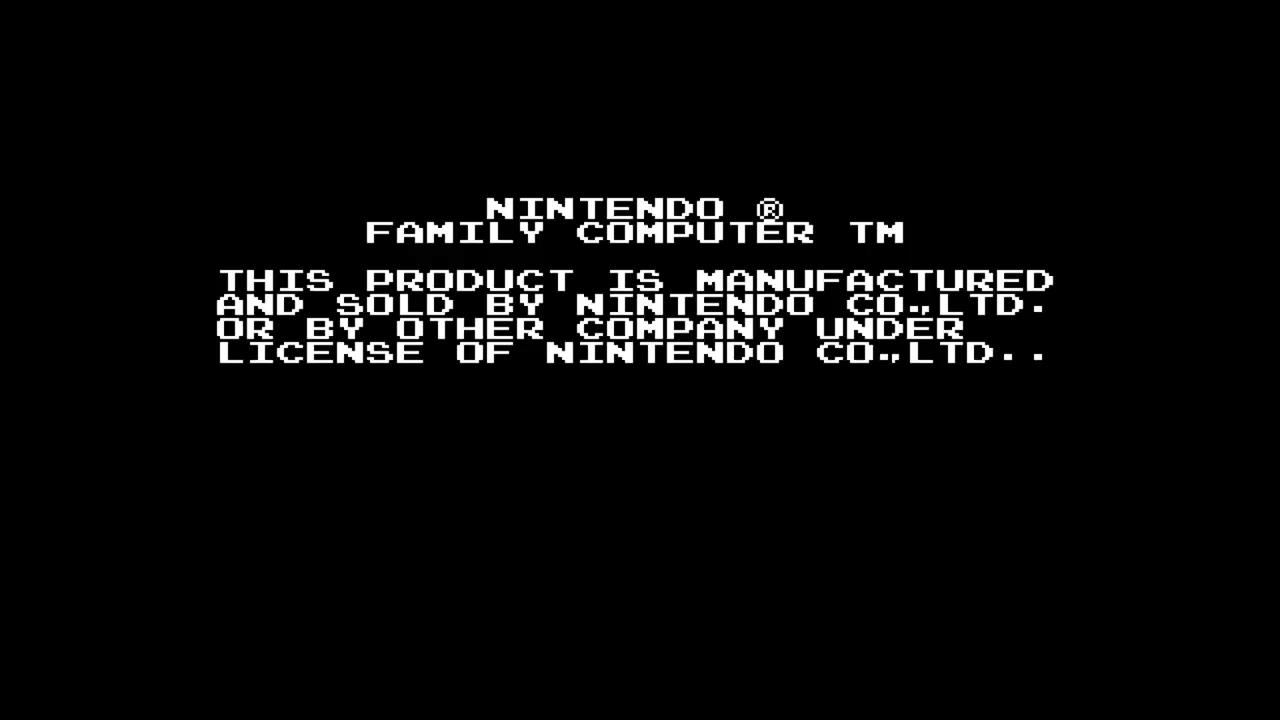 NINTENDO ®
FAMILY COMPUTER TM
THIS PRODUCT IS MANUFACTURED
AND SOLD BY NINTENDO CO.,LTD.
OR BY OTHER COMPANY UNDER
LICENSE OF NINTENDO CO.,LTD..